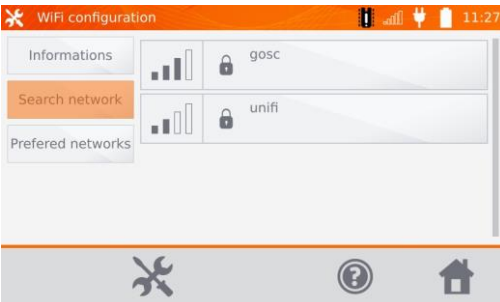 WiFi configuration
11:27
Informations
gosc
Search network
unifi
Prefered networks
?